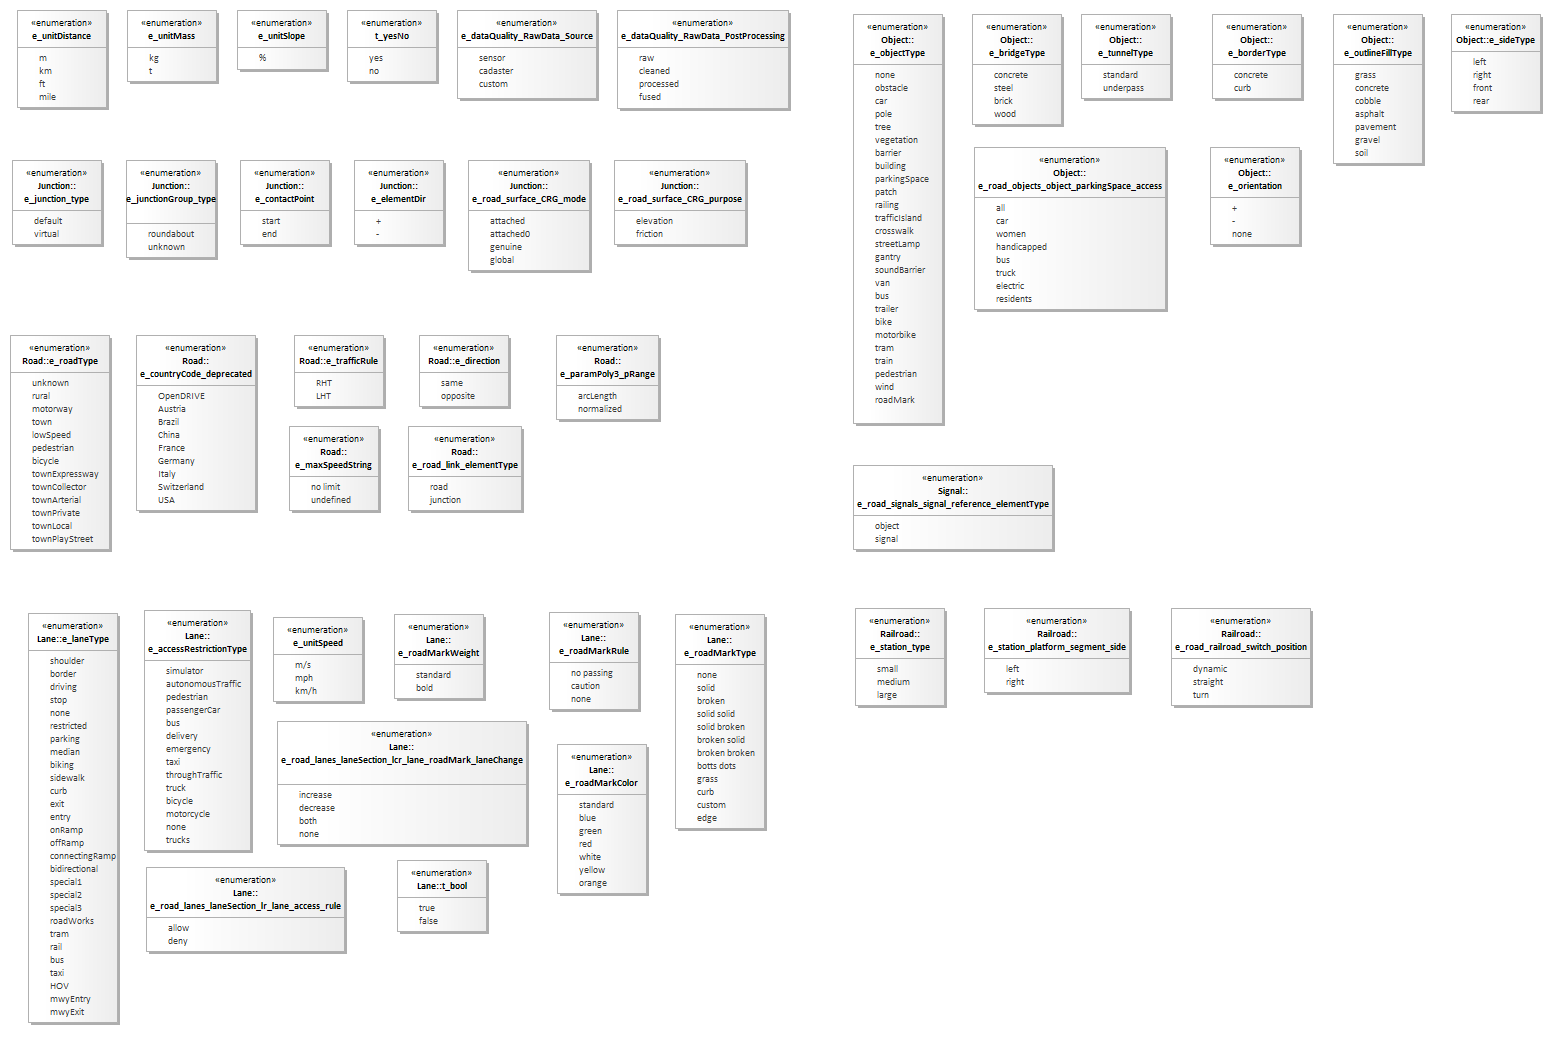 «enumeration»
e_unitDistance
m
km
ft
mile
«enumeration»
e_unitMass
kg
t
«enumeration»
e_unitSlope
%
«enumeration»
t_yesNo
yes
no
«enumeration»
e_dataQuality_RawData_Source
sensor
cadaster
custom
«enumeration»
e_dataQuality_RawData_PostProcessing
raw
cleaned
processed
fused
«enumeration»
Junction::
e_junction_type
default
virtual
«enumeration»
Junction::
e_junctionGroup_type
roundabout
unknown
«enumeration»
Junction::
e_contactPoint
start
end
«enumeration»
Junction::
e_elementDir
+
-
«enumeration»
Junction::
e_road_surface_CRG_mode
attached
attached0
genuine
global
«enumeration»
Junction::
e_road_surface_CRG_purpose
elevation
friction
«enumeration»
Road::e_roadType
unknown
rural
motorway
town
lowSpeed
pedestrian
bicycle
townExpressway
townCollector
townArterial
townPrivate
townLocal
townPlayStreet
«enumeration»
Road::
e_countryCode_deprecated
OpenDRIVE
Austria
Brazil
China
France
Germany
Italy
Switzerland
USA
«enumeration»
Road::e_trafficRule
RHT
LHT
«enumeration»
Road::e_direction
same
opposite
«enumeration»
Road::
e_paramPoly3_pRange
arcLength
normalized
«enumeration»
Road::
e_maxSpeedString
no limit
undefined
«enumeration»
Road::
e_road_link_elementType
road
junction
«enumeration»
Lane::e_laneType
shoulder
border
driving
stop
none
restricted
parking
median
biking
sidewalk
curb
exit
entry
onRamp
offRamp
connectingRamp
bidirectional
special1
special2
special3
roadWorks
tram
rail
bus
taxi
HOV
mwyEntry
mwyExit
«enumeration»
Lane::
e_accessRestrictionType
simulator
autonomousTraffic
pedestrian
passengerCar
bus
delivery
emergency
taxi
throughTraffic
truck
bicycle
motorcycle
none
trucks
«enumeration»
e_unitSpeed
m/s
mph
km/h
«enumeration»
Lane::
e_roadMarkWeight
standard
bold
«enumeration»
Lane::
e_roadMarkRule
no passing
caution
none
«enumeration»
Lane::
e_roadMarkType
none
solid
broken
solid solid
solid broken
broken solid
broken broken
botts dots
grass
curb
custom
edge
«enumeration»
Lane::
e_road_lanes_laneSection_lcr_lane_roadMark_laneChange
increase
decrease
both
none
«enumeration»
Lane::
e_roadMarkColor
standard
blue
green
red
white
yellow
orange
«enumeration»
Lane::
e_road_lanes_laneSection_lr_lane_access_rule
allow
deny
«enumeration»
Lane::t_bool
true
false
«enumeration»
Object::
e_objectType
none
obstacle
car
pole
tree
vegetation
barrier
building
parkingSpace
patch
railing
trafficIsland
crosswalk
streetLamp
gantry
soundBarrier
van
bus
trailer
bike
motorbike
tram
train
pedestrian
wind
roadMark
«enumeration»
Object::
e_bridgeType
concrete
steel
brick
wood
«enumeration»
Object::
e_tunnelType
standard
underpass
«enumeration»
Object::
e_borderType
concrete
curb
«enumeration»
Object::
e_outlineFillType
grass
concrete
cobble
asphalt
pavement
gravel
soil
«enumeration»
Object::e_sideType
left
right
front
rear
«enumeration»
Object::
e_road_objects_object_parkingSpace_access
all
car
women
handicapped
bus
truck
electric
residents
«enumeration»
Object::
e_orientation
+
-
none
«enumeration»
Signal::
e_road_signals_signal_reference_elementType
object
signal
«enumeration»
Railroad::
e_station_type
small
medium
large
«enumeration»
Railroad::
e_station_platform_segment_side
left
right
«enumeration»
Railroad::
e_road_railroad_switch_position
dynamic
straight
turn